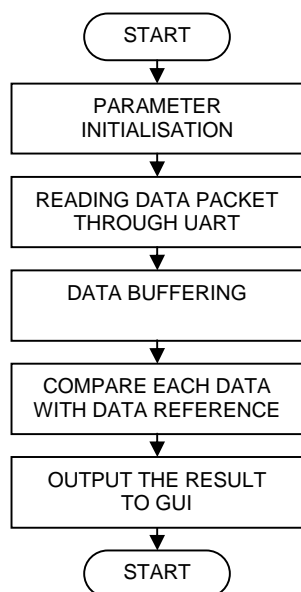 START
PARAMETER
INITIALISATION
READING DATA PACKET
THROUGH UART
DATA BUFFERING
COMPARE EACH DATA
WITH DATA REFERENCE
OUTPUT THE RESULT
TO GUI
START